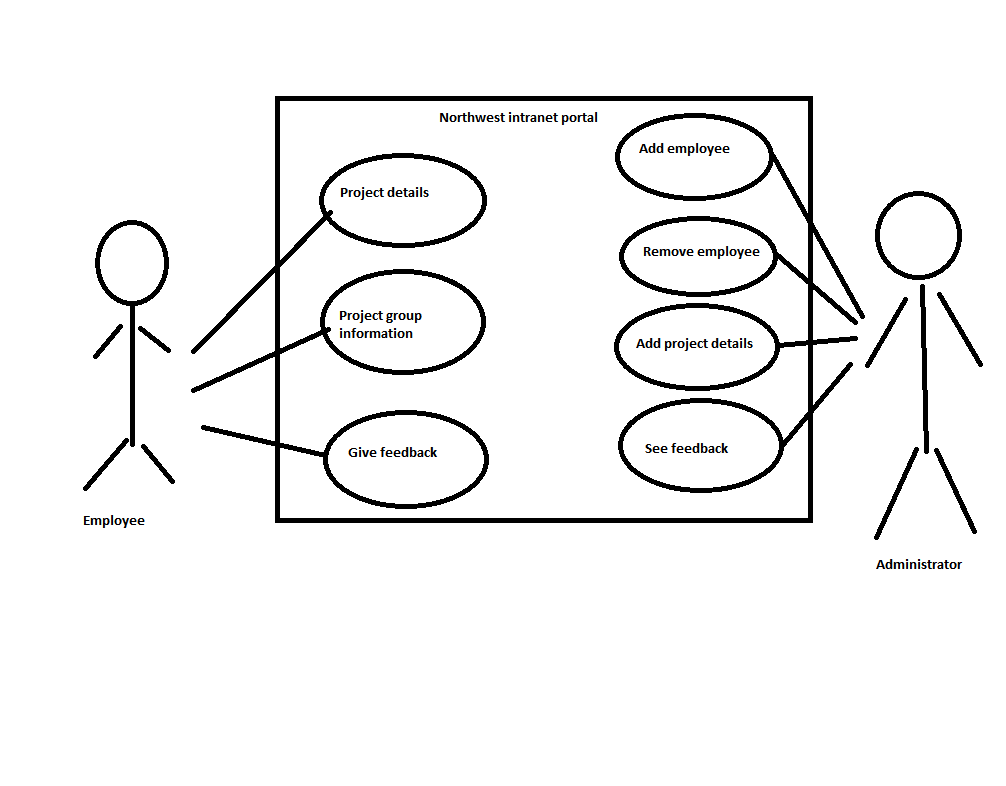 Northwest intranet portal
Add employee
Project details
Remove employee
Project group
information
Add project details
Give feedback
See feedback
Employee
Administrator